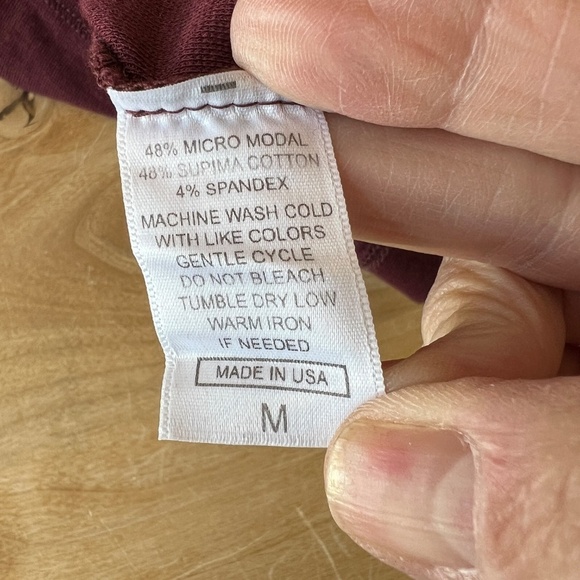 48% MICRO MODAL
48% SUPIMA COTTON
4% SPANDEX
MACHINE WASH COLD
WITH LIKE COLORS
GENTLE CYCLE
DO NOT BLEACH
TUMBLE DRY LOW
WARM IRON
IF NEEDED
MADE IN USA
M